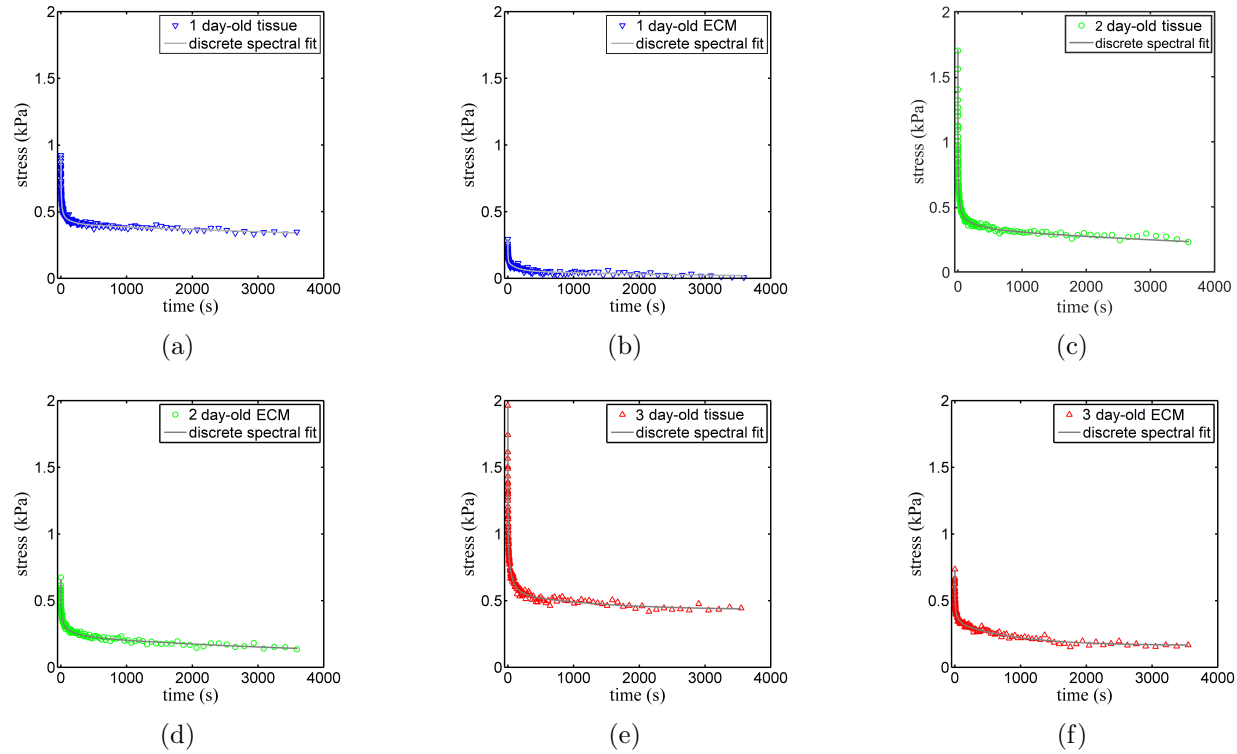 1 day-old tissue
discrete spectral fit
stress (kPa)
2
1.5
1
0.5
0
0 1000 2000 3000 4000
time (s)
(a)
1 day-old ECM
discrete spectral fit
stress (kPa)
2
1.5
1
0.5
0
0 1000 2000 3000 4000
time (s)
(b)
2 day-old tissue
discrete spectral fit
stress (kPa)
2
1.5
1
0.5
0
0 1000 2000 3000 4000
time (s)
(c)
2 day-old ECM
discrete spectral fit
stress (kPa)
2
1.5
1
0.5
0
0 1000 2000 3000 4000
time (s)
(d)
3 day-old tissue
discrete spectral fit
stress (kPa)
2
1.5
1
0.5
0
0 1000 2000 3000 4000
time (s)
(e)
3 day-old ECM
discrete spectral fit
stress (kPa)
2
1.5
1
0.5
0
0 1000 2000 3000 4000
time (s)
(f)